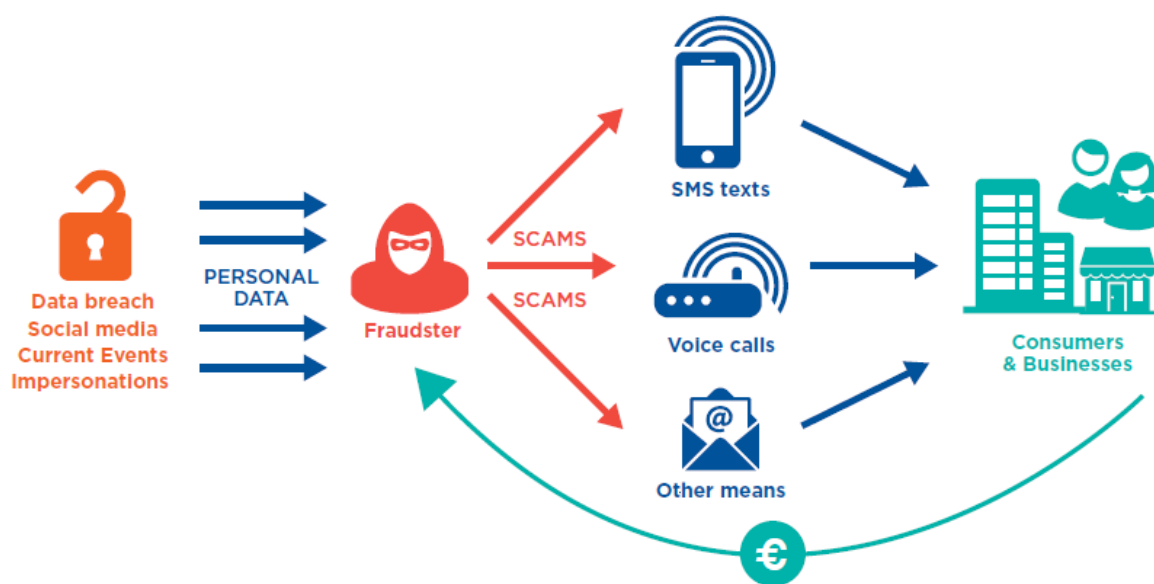 Data breach
Social media
Current Events
Impersonations
PERSONAL
DATA
Fraudster
SCAMS
SCAMS
SMS texts
Voice calls
@
Other means
Consumers
& Businesses
€